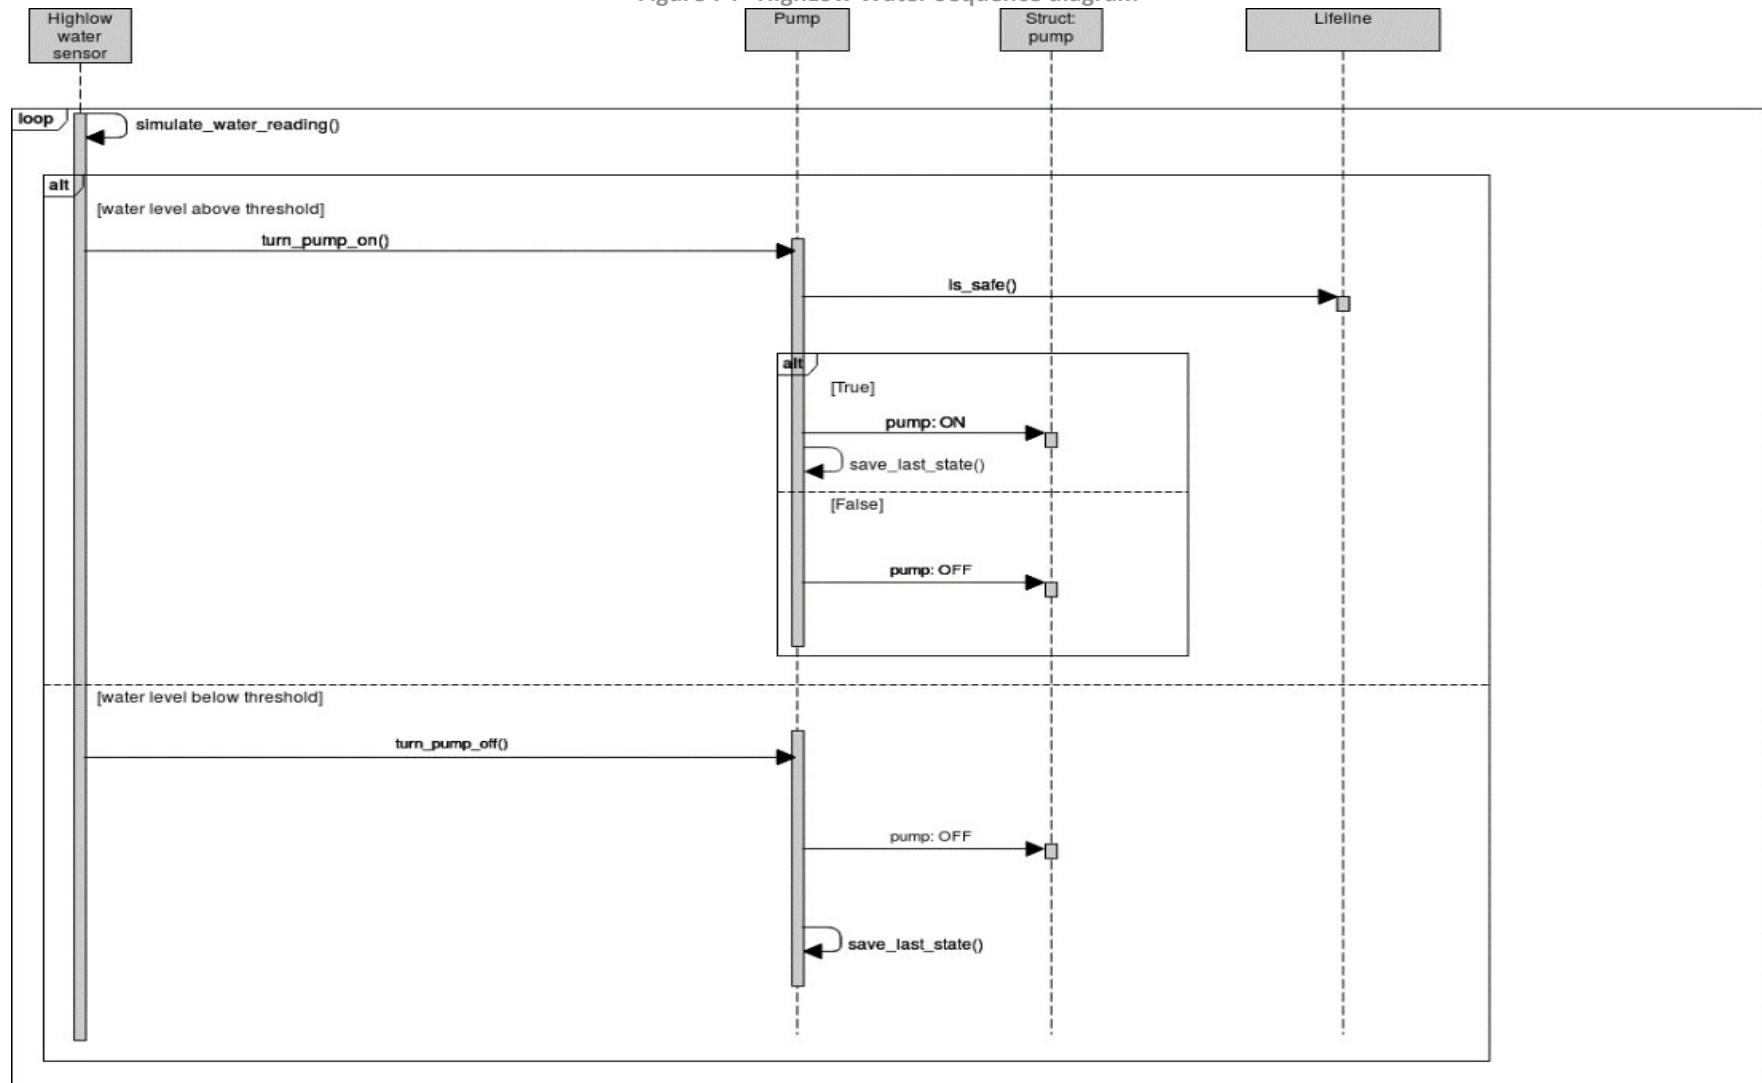 Highlow
water
sensor
Pump
Struct:
pump
Lifeline
loop
simulate_water_reading()
alt
[water level above threshold]
turn_pump_on()
Is_safe()
alt
[True]
pump: ON
save_last_state()
[False]
pump: OFF
[water level below threshold]
turn_pump_off()
pump: OFF
save_last_state()